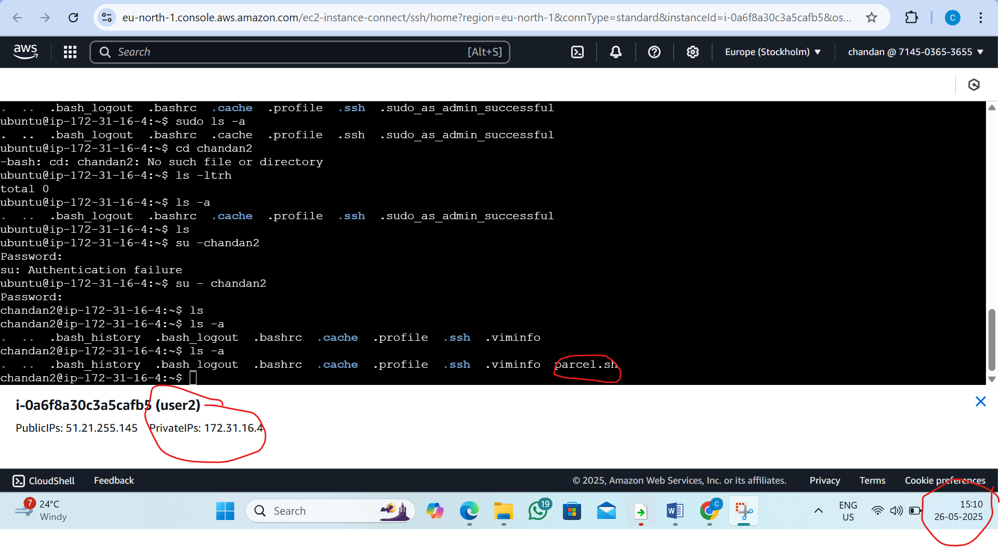 eu-north-1.console.aws.amazon.com/ec2-instance-connect/ssh/home?region=eu-north-1&connType=standard&instanceId=i-0a6f8a30c3a5cafb5&os...
C
aws
Search
[Alt+S]
Europe (Stockholm)
chandan @ 7145-0365-3655
. .. .bash_logout .bashrc .cache .profile .ssh .sudo_as_admin_successful
ubuntu@ip-172-31-16-4:~$ sudo ls -a
. .. .bash_logout .bashrc .cache .profile .ssh .sudo_as_admin_successful
ubuntu@ip-172-31-16-4:~$ cd chandan2
-bash: cd: chandan2: No such file or directory
ubuntu@ip-172-31-16-4:~$ ls -ltrh
total 0
ubuntu@ip-172-31-16-4:~$ ls -a
. .. .bash_logout .bashrc .cache .profile .ssh .sudo_as_admin_successful
ubuntu@ip-172-31-16-4:~$ ls
ubuntu@ip-172-31-16-4:~$ su -chandan2
Password:
su: Authentication failure
ubuntu@ip-172-31-16-4:~$ su - chandan2
Password:
chandan2@ip-172-31-16-4:~$ ls
chandan2@ip-172-31-16-4:~$ ls -a
. .. .bash_history .bash_logout .bashrc .cache .profile .ssh .viminfo
chandan2@ip-172-31-16-4:~$ ls -a
. .. .bash_history .bash_logout .bashrc .cache .profile .ssh .viminfo parcel.sh
chandan2@ip-172-31-16-4:~$
i-0a6f8a30c3a5cafb5 (user2)
PublicIPs: 51.21.255.145 PrivateIPs: 172.31.16.4
CloudShell
Feedback
© 2025, Amazon Web Services, Inc. or its affiliates.
Privacy
Terms
Cookie preferences
7
24°C
Windy
Search
19
W
C
ENG
US
15:10
26-05-2025